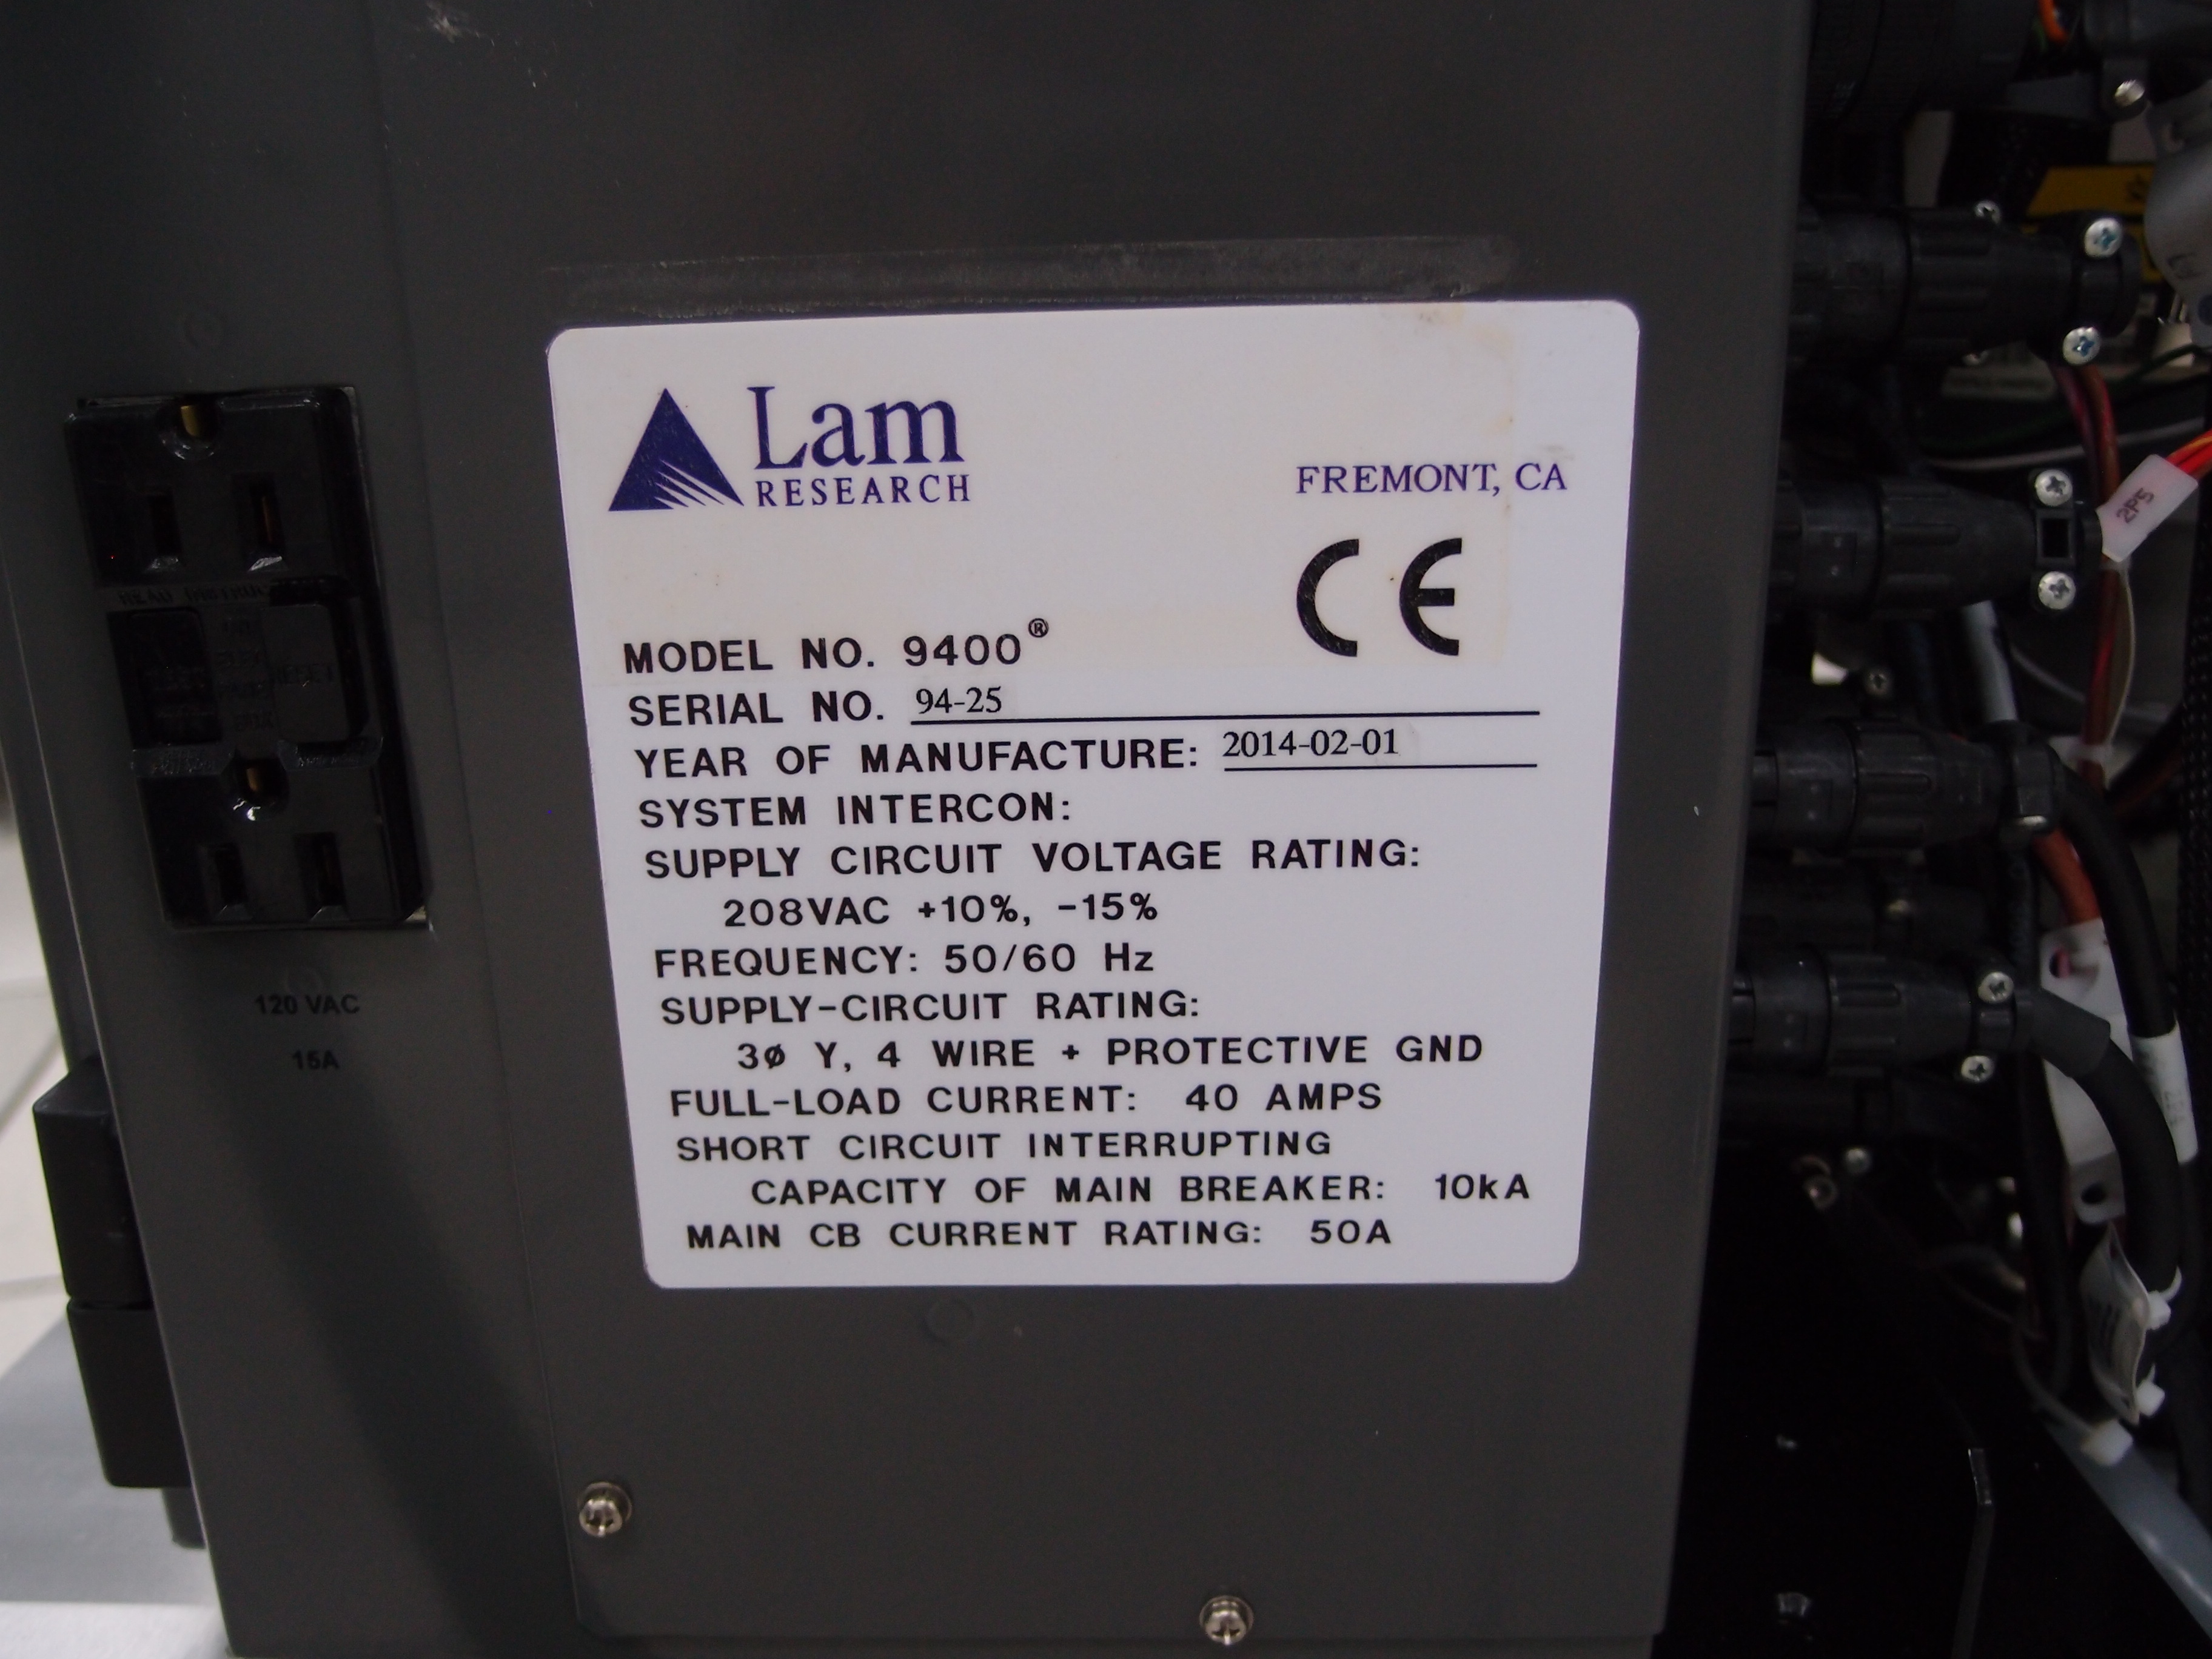 Lam
RESEARCH
FREMONT, CA
CE
MODEL NO. 9400®
SERIAL NO. 94-25
YEAR OF MANUFACTURE: 2014-02-01
SYSTEM INTERCON:
SUPPLY CIRCUIT VOLTAGE RATING:
208VAC +10%, -15%
FREQUENCY: 50/60 Hz
SUPPLY-CIRCUIT RATING:
3ø Y, 4 WIRE + PROTECTIVE GND
FULL-LOAD CURRENT: 40 AMPS
SHORT CIRCUIT INTERRUPTING
CAPACITY OF MAIN BREAKER: 10kA
MAIN CB CURRENT RATING: 50A
120 VAC
15A
2P5